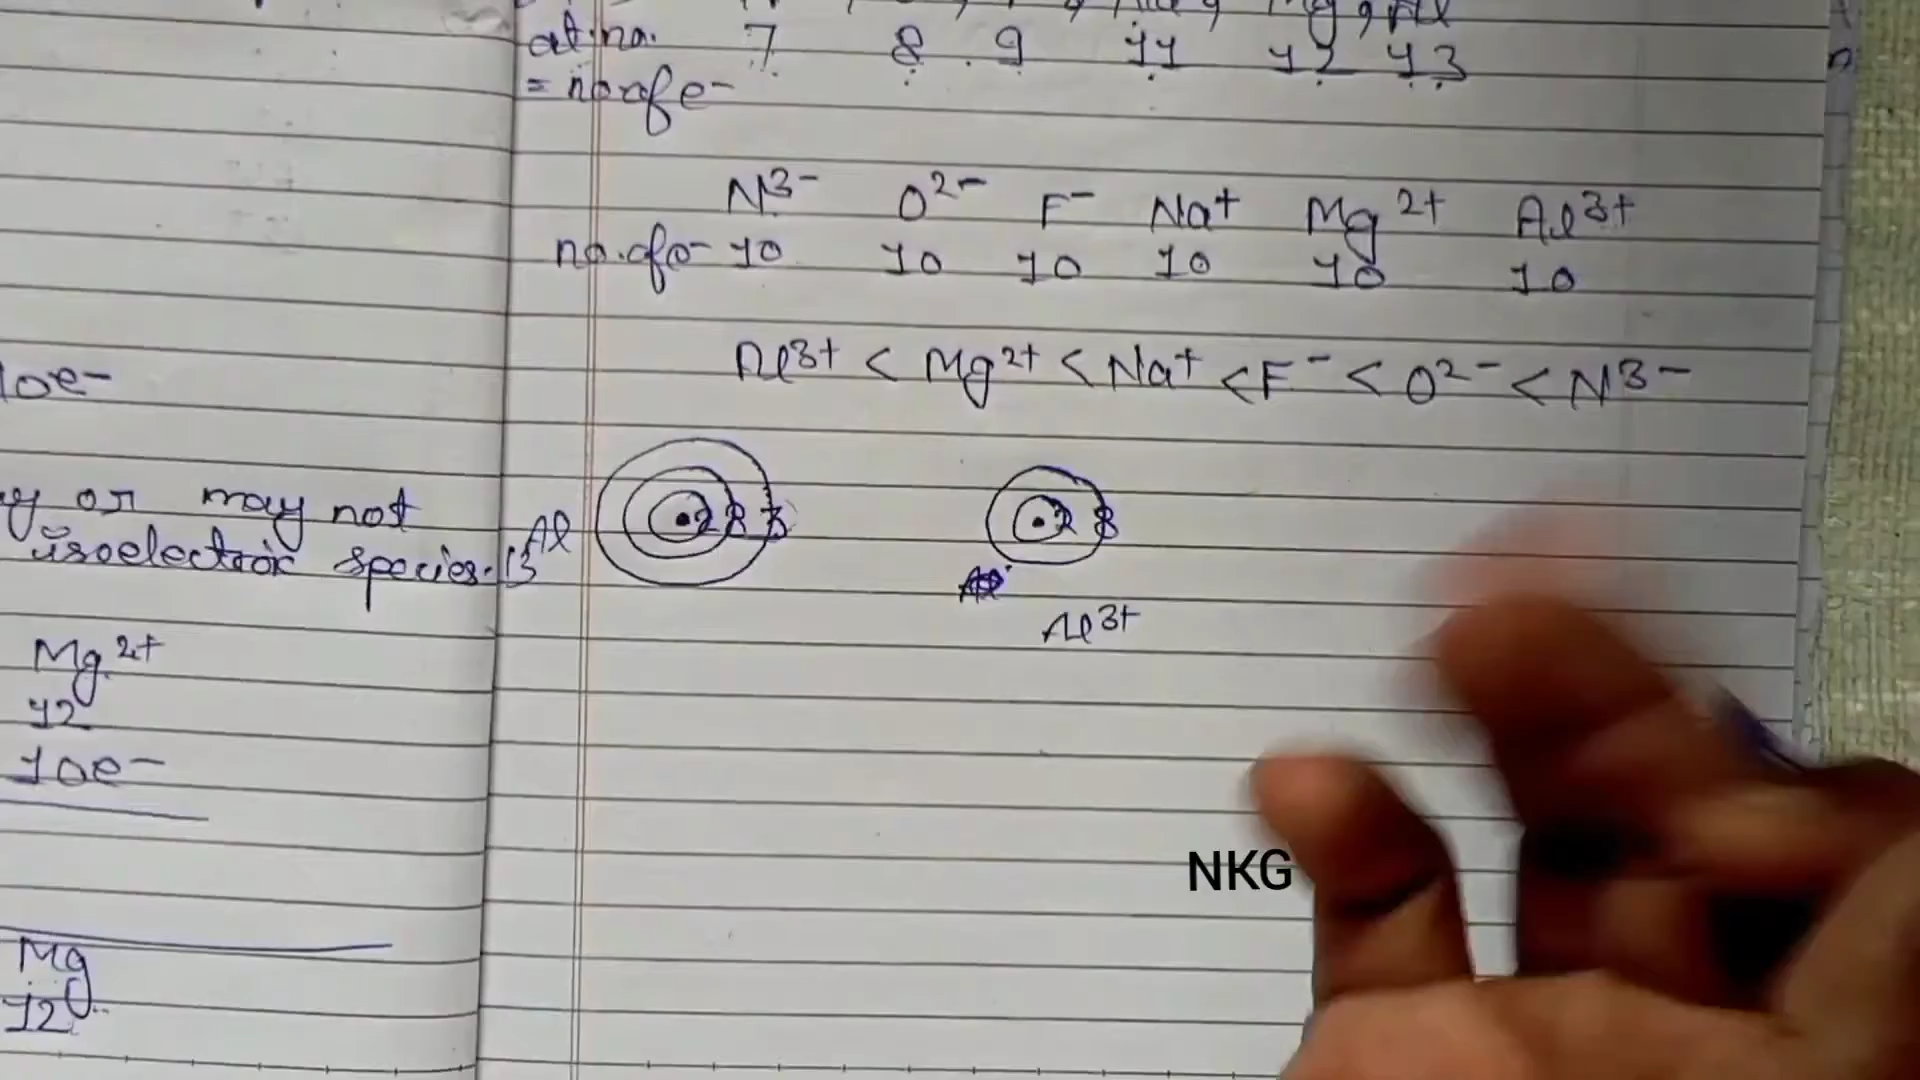 10e-
y or may not
isoelectric species.
Mg2+
12
10e-
Mg
12
Mg, Al
at.no. 7 8 9 11 12 13
= no of e-
N3- O2- F- Na+ Mg2+ Al3+
no.of e- 10 10 10 10 10 10
Al3+ < Mg2+ < Na+ < F- < O2- < N3-
Al 2 8 3 2 8
13
Al3+
NKG